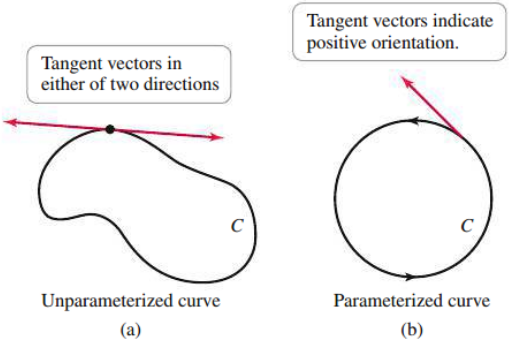 Tangent vectors in
either of two directions
C
Unparameterized curve
(a)
Tangent vectors indicate
positive orientation.
C
Parameterized curve
(b)